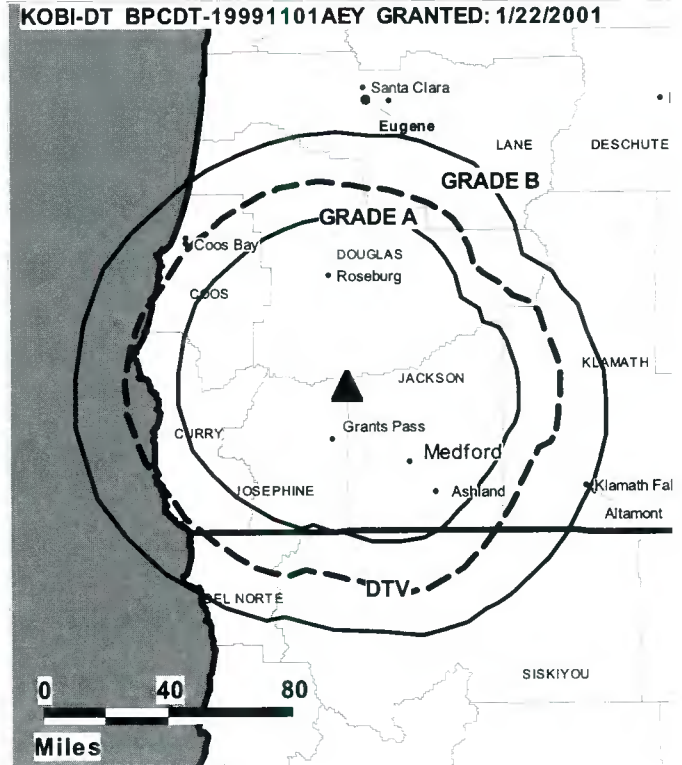 KOBI-DT BPCDT-19991101AEY GRANTED: 1/22/2001
Santa Clara
Eugene
LANE
DESCHUTE
GRADE B
GRADE A
Coos Bay
DOUGLAS
Roseburg
COOS
KLAMATH
JACKSON
Grants Pass
CURRY
Medford
JOSEPHINE
Ashland
Klamath Fal
Altamont
DTV
DEL NORTE
SISKIYOU
0 40 80
Miles